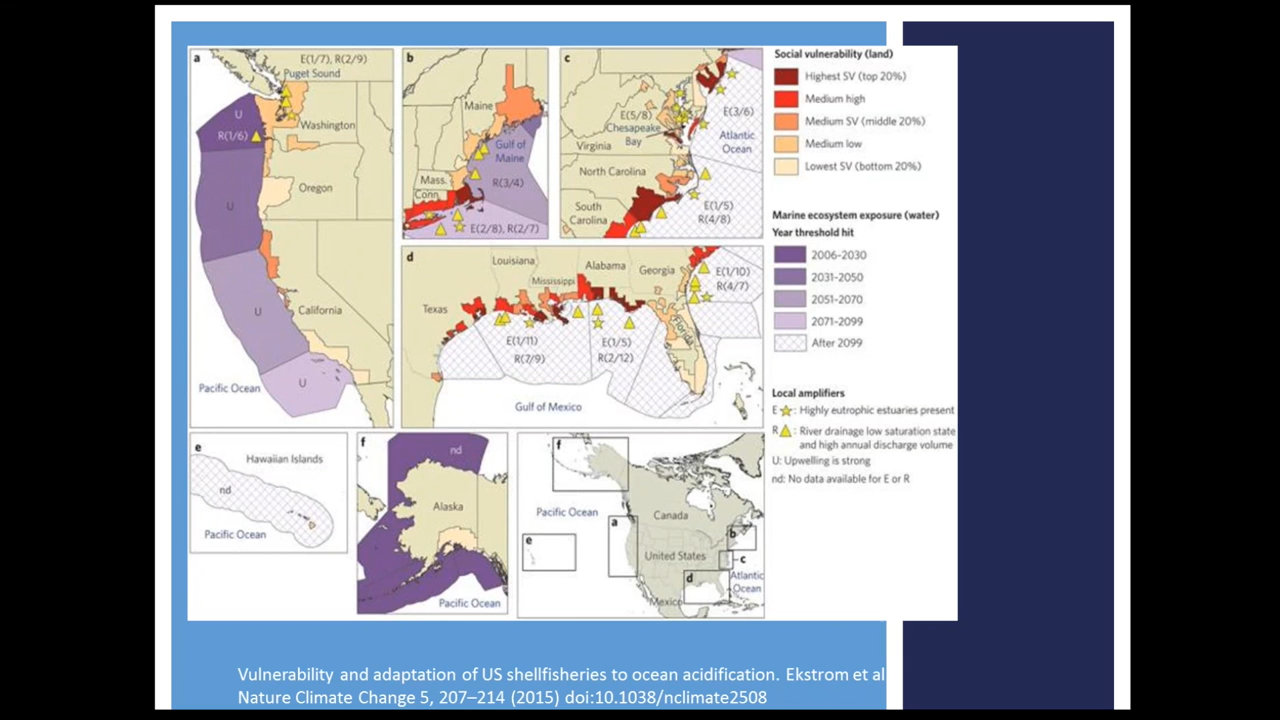 a
E(1/7), R(2/9)
Puget Sound
U
R(1/6)
Washington
U
Oregon
U
California
Pacific Ocean
U
b
Maine
Gulf of
Maine
Mass.
R(3/4)
Conn.
E(2/8), R(2/7)
c
E(3/6)
E(5/8)
Chesapeake
Bay
Atlantic
Ocean
Virginia
North Carolina
South
Carolina
E(1/5)
R(4/8)
d
Louisiana
Alabama
Georgia
E(1/10)
R(4/7)
Mississippi
Texas
Florida
E(1/11)
R(7/9)
E(1/5)
R(2/12)
Gulf of Mexico
e
Hawaiian Islands
nd
Pacific Ocean
f
nd
Alaska
Pacific Ocean
f
Pacific Ocean
Canada
a
e
b
United States
c
d
Atlantic
Ocean
Mexico
Social vulnerability (land)
Highest SV (top 20%)
Medium high
Medium SV (middle 20%)
Medium low
Lowest SV (bottom 20%)
Marine ecosystem exposure (water)
Year threshold hit
2006-2030
2031-2050
2051-2070
2071-2099
After 2099
Local amplifiers
E : Highly eutrophic estuaries present
R : River drainage low saturation state
and high annual discharge volume
U: Upwelling is strong
nd: No data available for E or R
Vulnerability and adaptation of US shellfisheries to ocean acidification. Ekstrom et al
Nature Climate Change 5, 207–214 (2015) doi:10.1038/nclimate2508